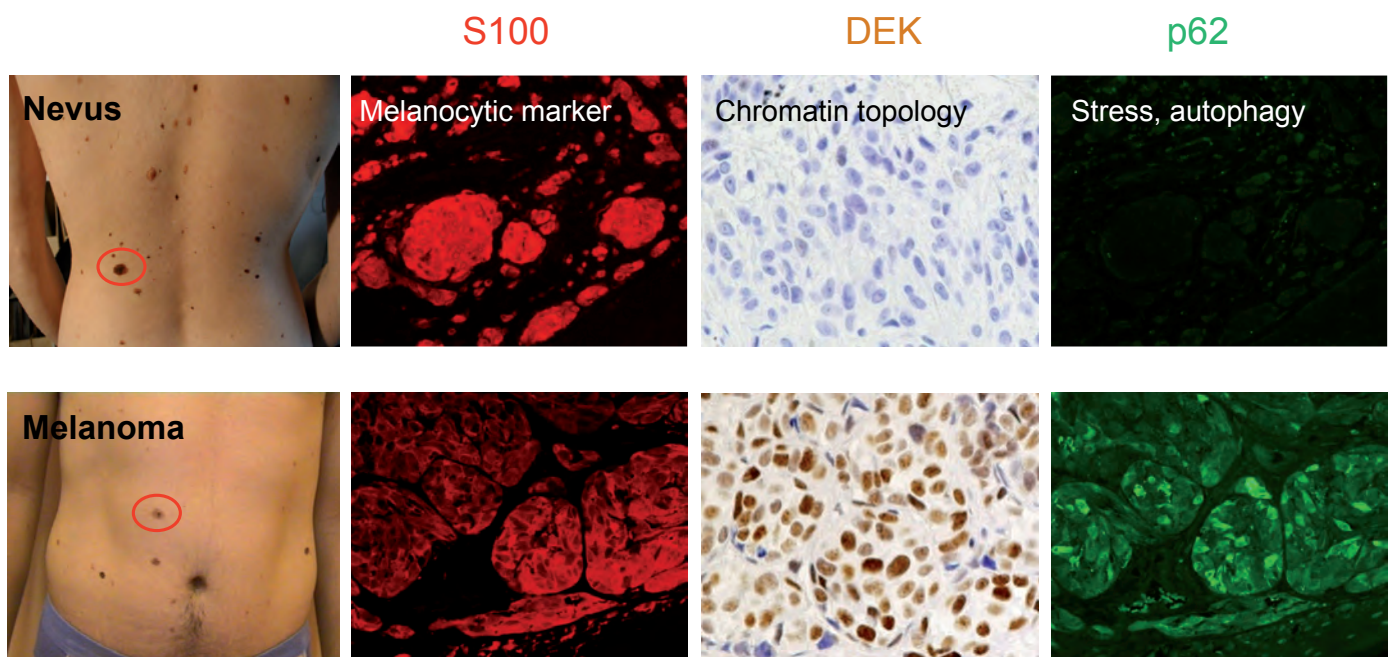 S100
DEK
p62
Nevus
Melanocytic marker
Chromatin topology
Stress, autophagy
Melanoma